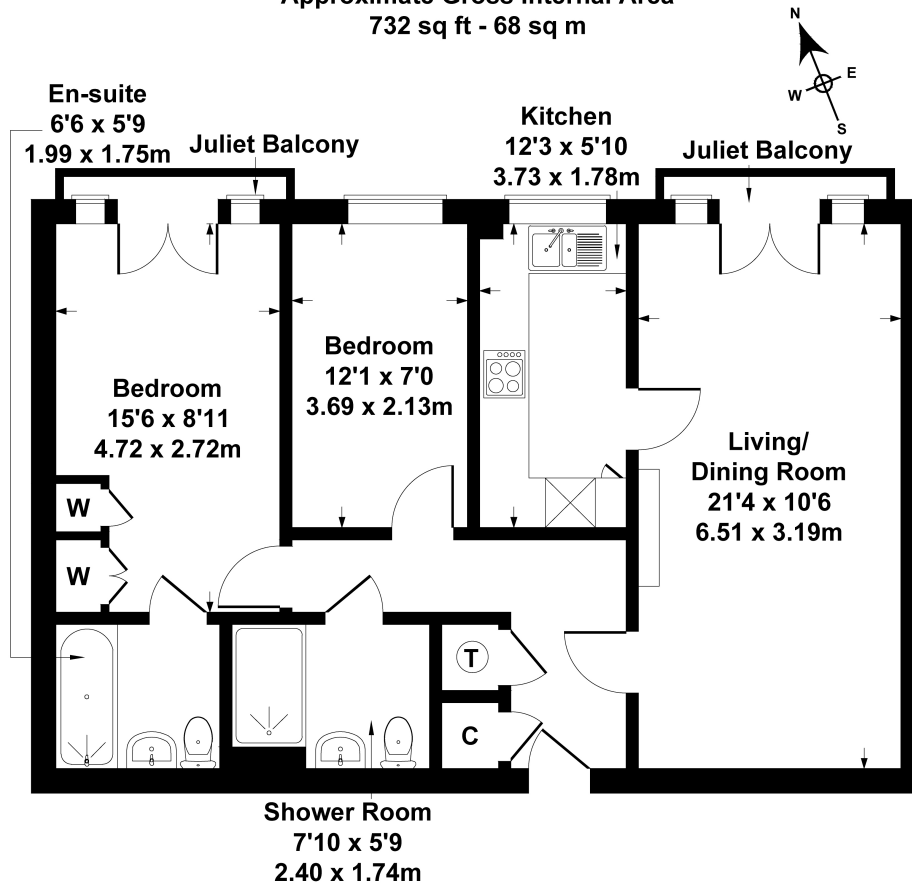 Approximate Gross Internal Area
732 sq ft - 68 sq m
N
E
W
S
En-suite
6'6 x 5'9
1.99 x 1.75m
Juliet Balcony
Kitchen
12'3 x 5'10
3.73 x 1.78m
Juliet Balcony
Bedroom
15'6 x 8'11
4.72 x 2.72m
Bedroom
12'1 x 7'0
3.69 x 2.13m
Living/
Dining Room
21'4 x 10'6
6.51 x 3.19m
W
W
T
C
Shower Room
7'10 x 5'9
2.40 x 1.74m